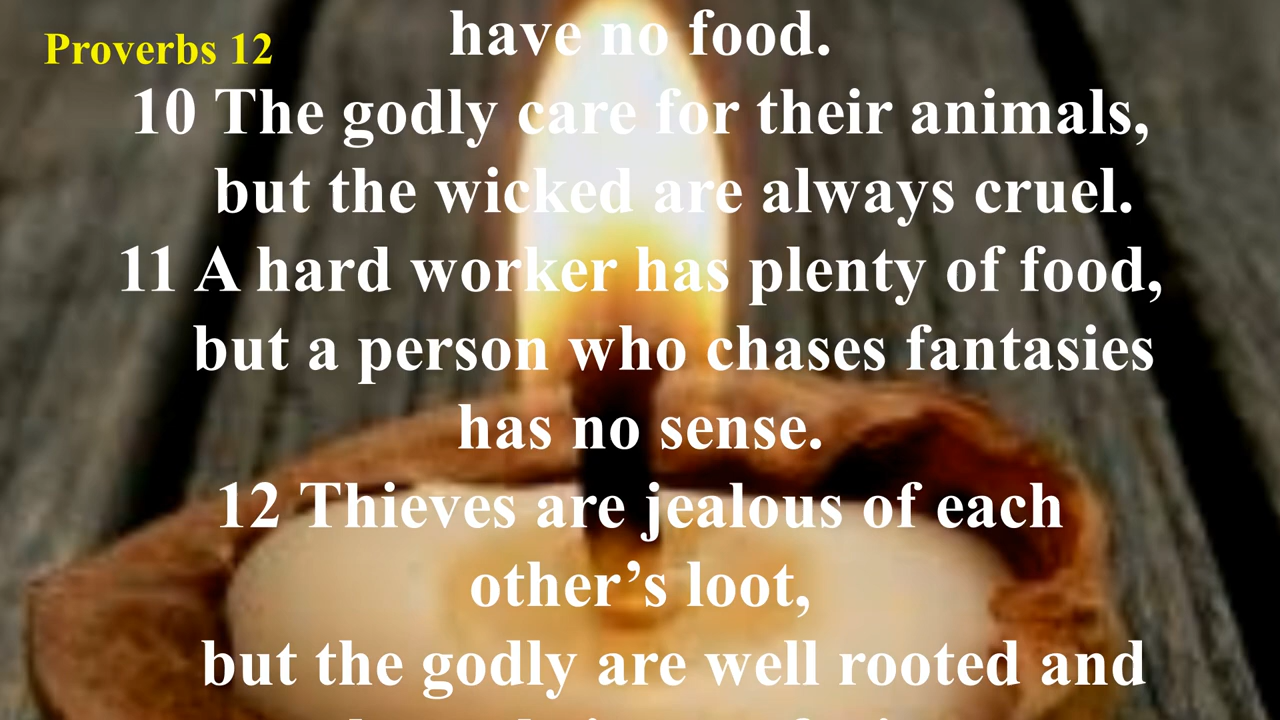 have no food.
Proverbs 12
10 The godly care for their animals,
but the wicked are always cruel.
11 A hard worker has plenty of food,
but a person who chases fantasies
has no sense.
12 Thieves are jealous of each
other’s loot,
but the godly are well rooted and